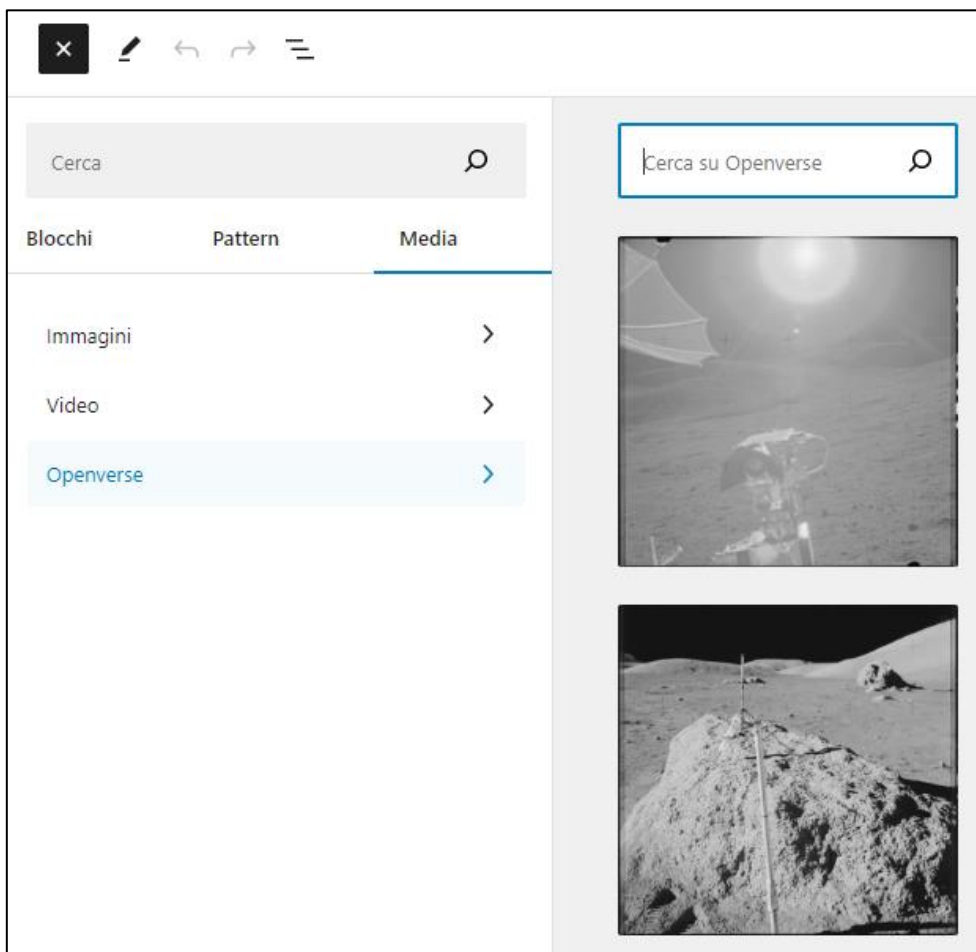 Cerca
Cerca su Openverse
Blocchi
Pattern
Media
Immagini
Video
Openverse